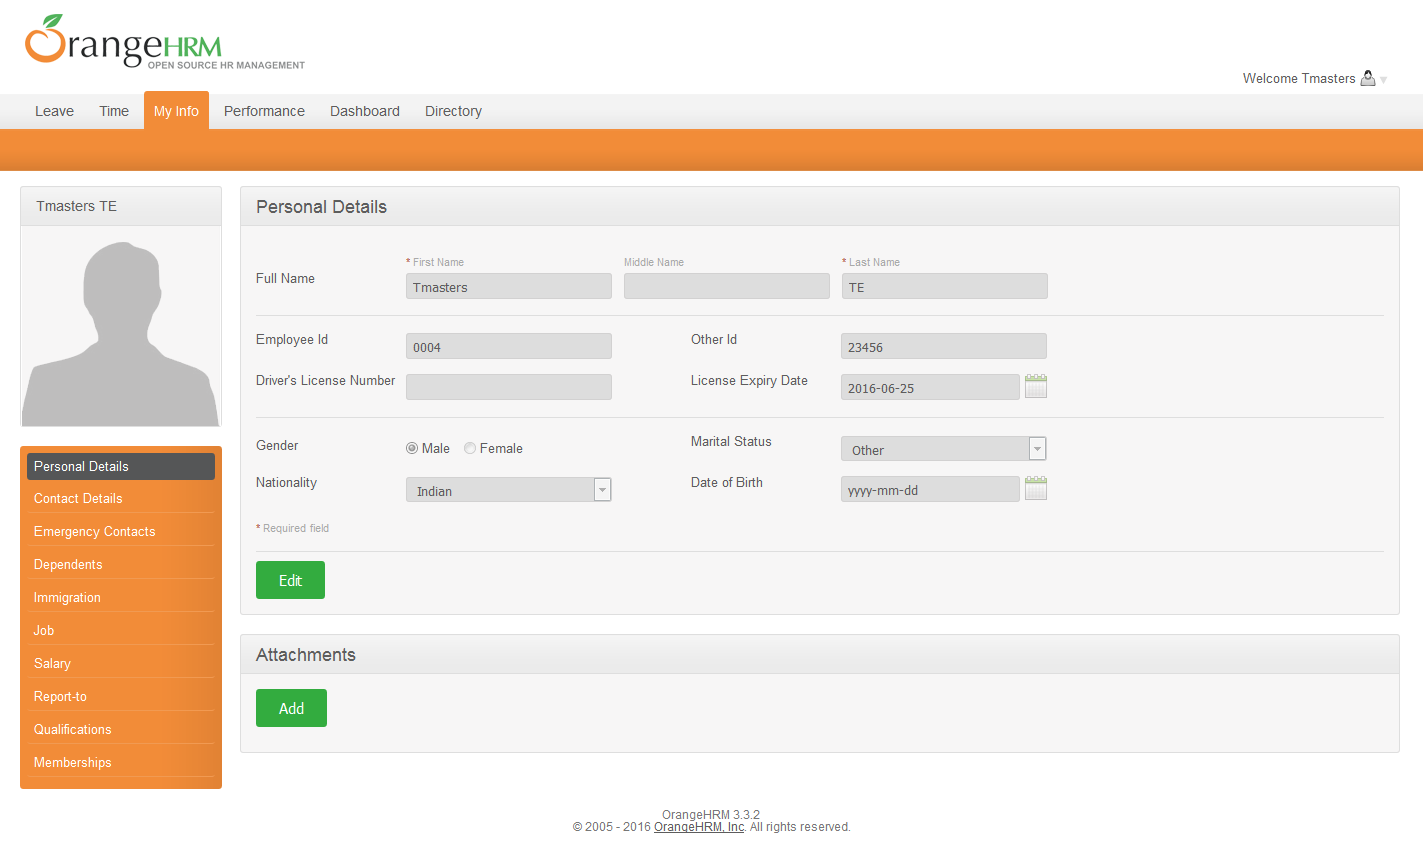 OrangeHRM
OPEN SOURCE HR MANAGEMENT
Welcome Tmasters
Leave Time My Info Performance Dashboard Directory
Tmasters TE
Personal Details
Contact Details
Emergency Contacts
Dependents
Immigration
Job
Salary
Report-to
Qualifications
Memberships
Personal Details
* First Name Middle Name * Last Name
Full Name Tmasters TE
Employee Id 0004 Other Id 23456
Driver's License Number License Expiry Date 2016-06-25
Gender Male Female Marital Status Other
Nationality Indian Date of Birth yyyy-mm-dd
* Required field
Edit
Attachments
Add
OrangeHRM 3.3.2
© 2005 - 2016 OrangeHRM, Inc. All rights reserved.